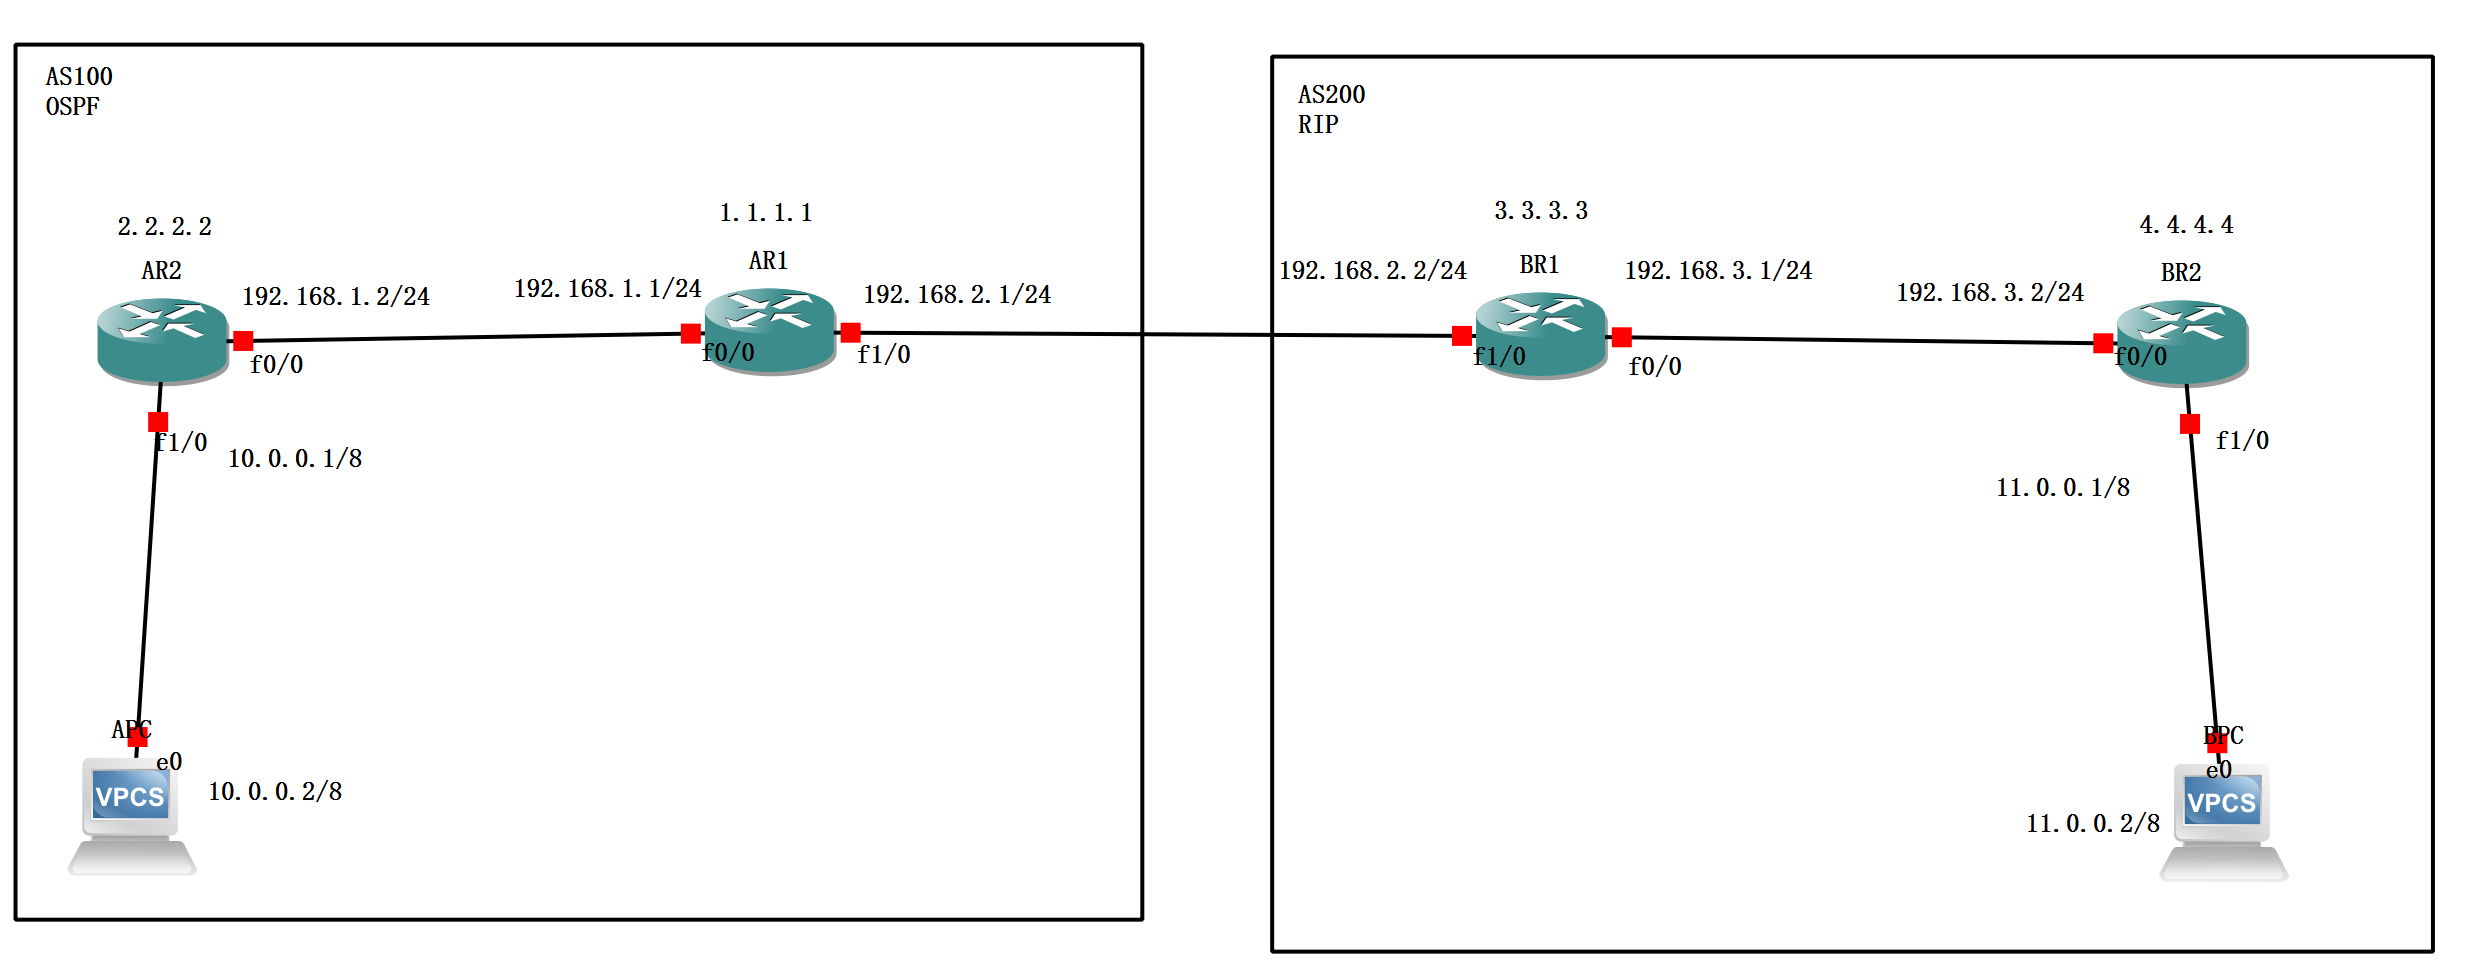 AS100
OSPF
AS200
RIP
2.2.2.2
1.1.1.1
3.3.3.3
4.4.4.4
AR2
AR1
BR1
BR2
192.168.1.2/24
192.168.1.1/24
192.168.2.1/24
192.168.2.2/24
192.168.3.1/24
192.168.3.2/24
f0/0
f0/0
f1/0
f1/0
f0/0
f0/0
f1/0
10.0.0.1/8
f1/0
11.0.0.1/8
APC
e0
VPCS
10.0.0.2/8
BPC
e0
VPCS
11.0.0.2/8